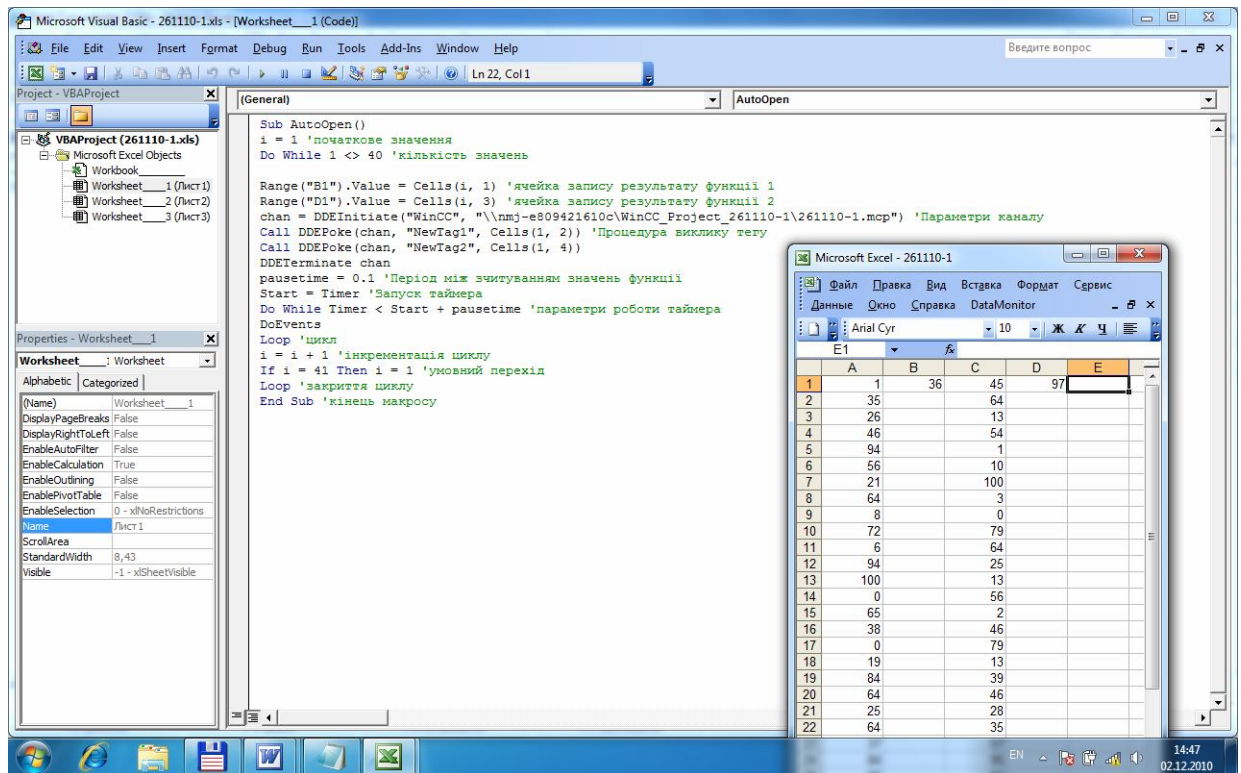 Microsoft Visual Basic - 261110-1.xls - [Worksheet___1 (Code)]
File Edit View Insert Format Debug Run Tools Add-Ins Window Help
Введите вопрос
Ln 22, Col 1
Project - VBAProject
VBAProject (261110-1.xls)
Microsoft Excel Objects
Workbook________
Worksheet____1 (Лист1)
Worksheet____2 (Лист2)
Worksheet____3 (Лист3)
Properties - Worksheet___1
Worksheet____: Worksheet
Alphabetic Categorized
(Name) Worksheet____1
DisplayPageBreaks False
DisplayRightToLeft False
EnableAutoFilter False
EnableCalculation True
EnableOutlining False
EnablePivotTable False
EnableSelection 0 - xlNoRestrictions
Name Лист1
ScrollArea
StandardWidth 8,43
Visible -1 - xlSheetVisible
(General) AutoOpen
Sub AutoOpen()
i = 1 'початкове значення
Do While 1 <> 40 'кількість значень
Range("B1").Value = Cells(i, 1) 'ячейка запису результату функції 1
Range("D1").Value = Cells(i, 3) 'ячейка запису результату функції 2
chan = DDEInitiate("WinCC", "\\nmj-e809421610c\WinCC_Project_261110-1\261110-1.mcp") 'Параметри каналу
Call DDEPoke(chan, "NewTag1", Cells(1, 2)) 'Процедура виклику тегу
Call DDEPoke(chan, "NewTag2", Cells(1, 4))
DDETerminate chan
pausetime = 0.1 'Період між зчитуванням значень функції
Start = Timer 'Запуск таймера
Do While Timer < Start + pausetime 'параметри роботи таймера
DoEvents
Loop 'цикл
i = i + 1 'інкрементація циклу
If i = 41 Then i = 1 'умовний перехід
Loop 'закриття циклу
End Sub 'кінець макросу
Microsoft Excel - 261110-1
Файл Правка Вид Вставка Формат Сервис
Данные Окно Справка DataMonitor
Arial Cyr 10 Ж К Ч
E1 fx
A B C D E
1 1 36 45 97
2 35 64
3 26 13
4 46 54
5 94 1
6 56 10
7 21 100
8 64 3
9 8 0
10 72 79
11 6 64
12 94 25
13 100 13
14 0 56
15 65 2
16 38 46
17 0 79
18 19 13
19 84 39
20 64 46
21 25 28
22 64 35
EN 14:47
02.12.2010